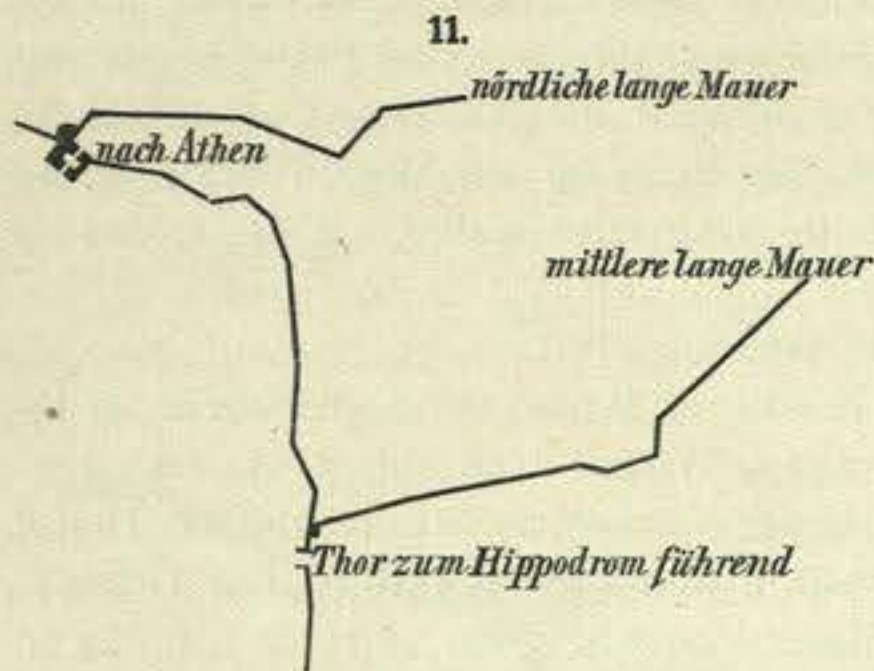 11.
nördliche lange Mauer
nach Athen
mittlere lange Mauer
Thor zum Hippodrom führend